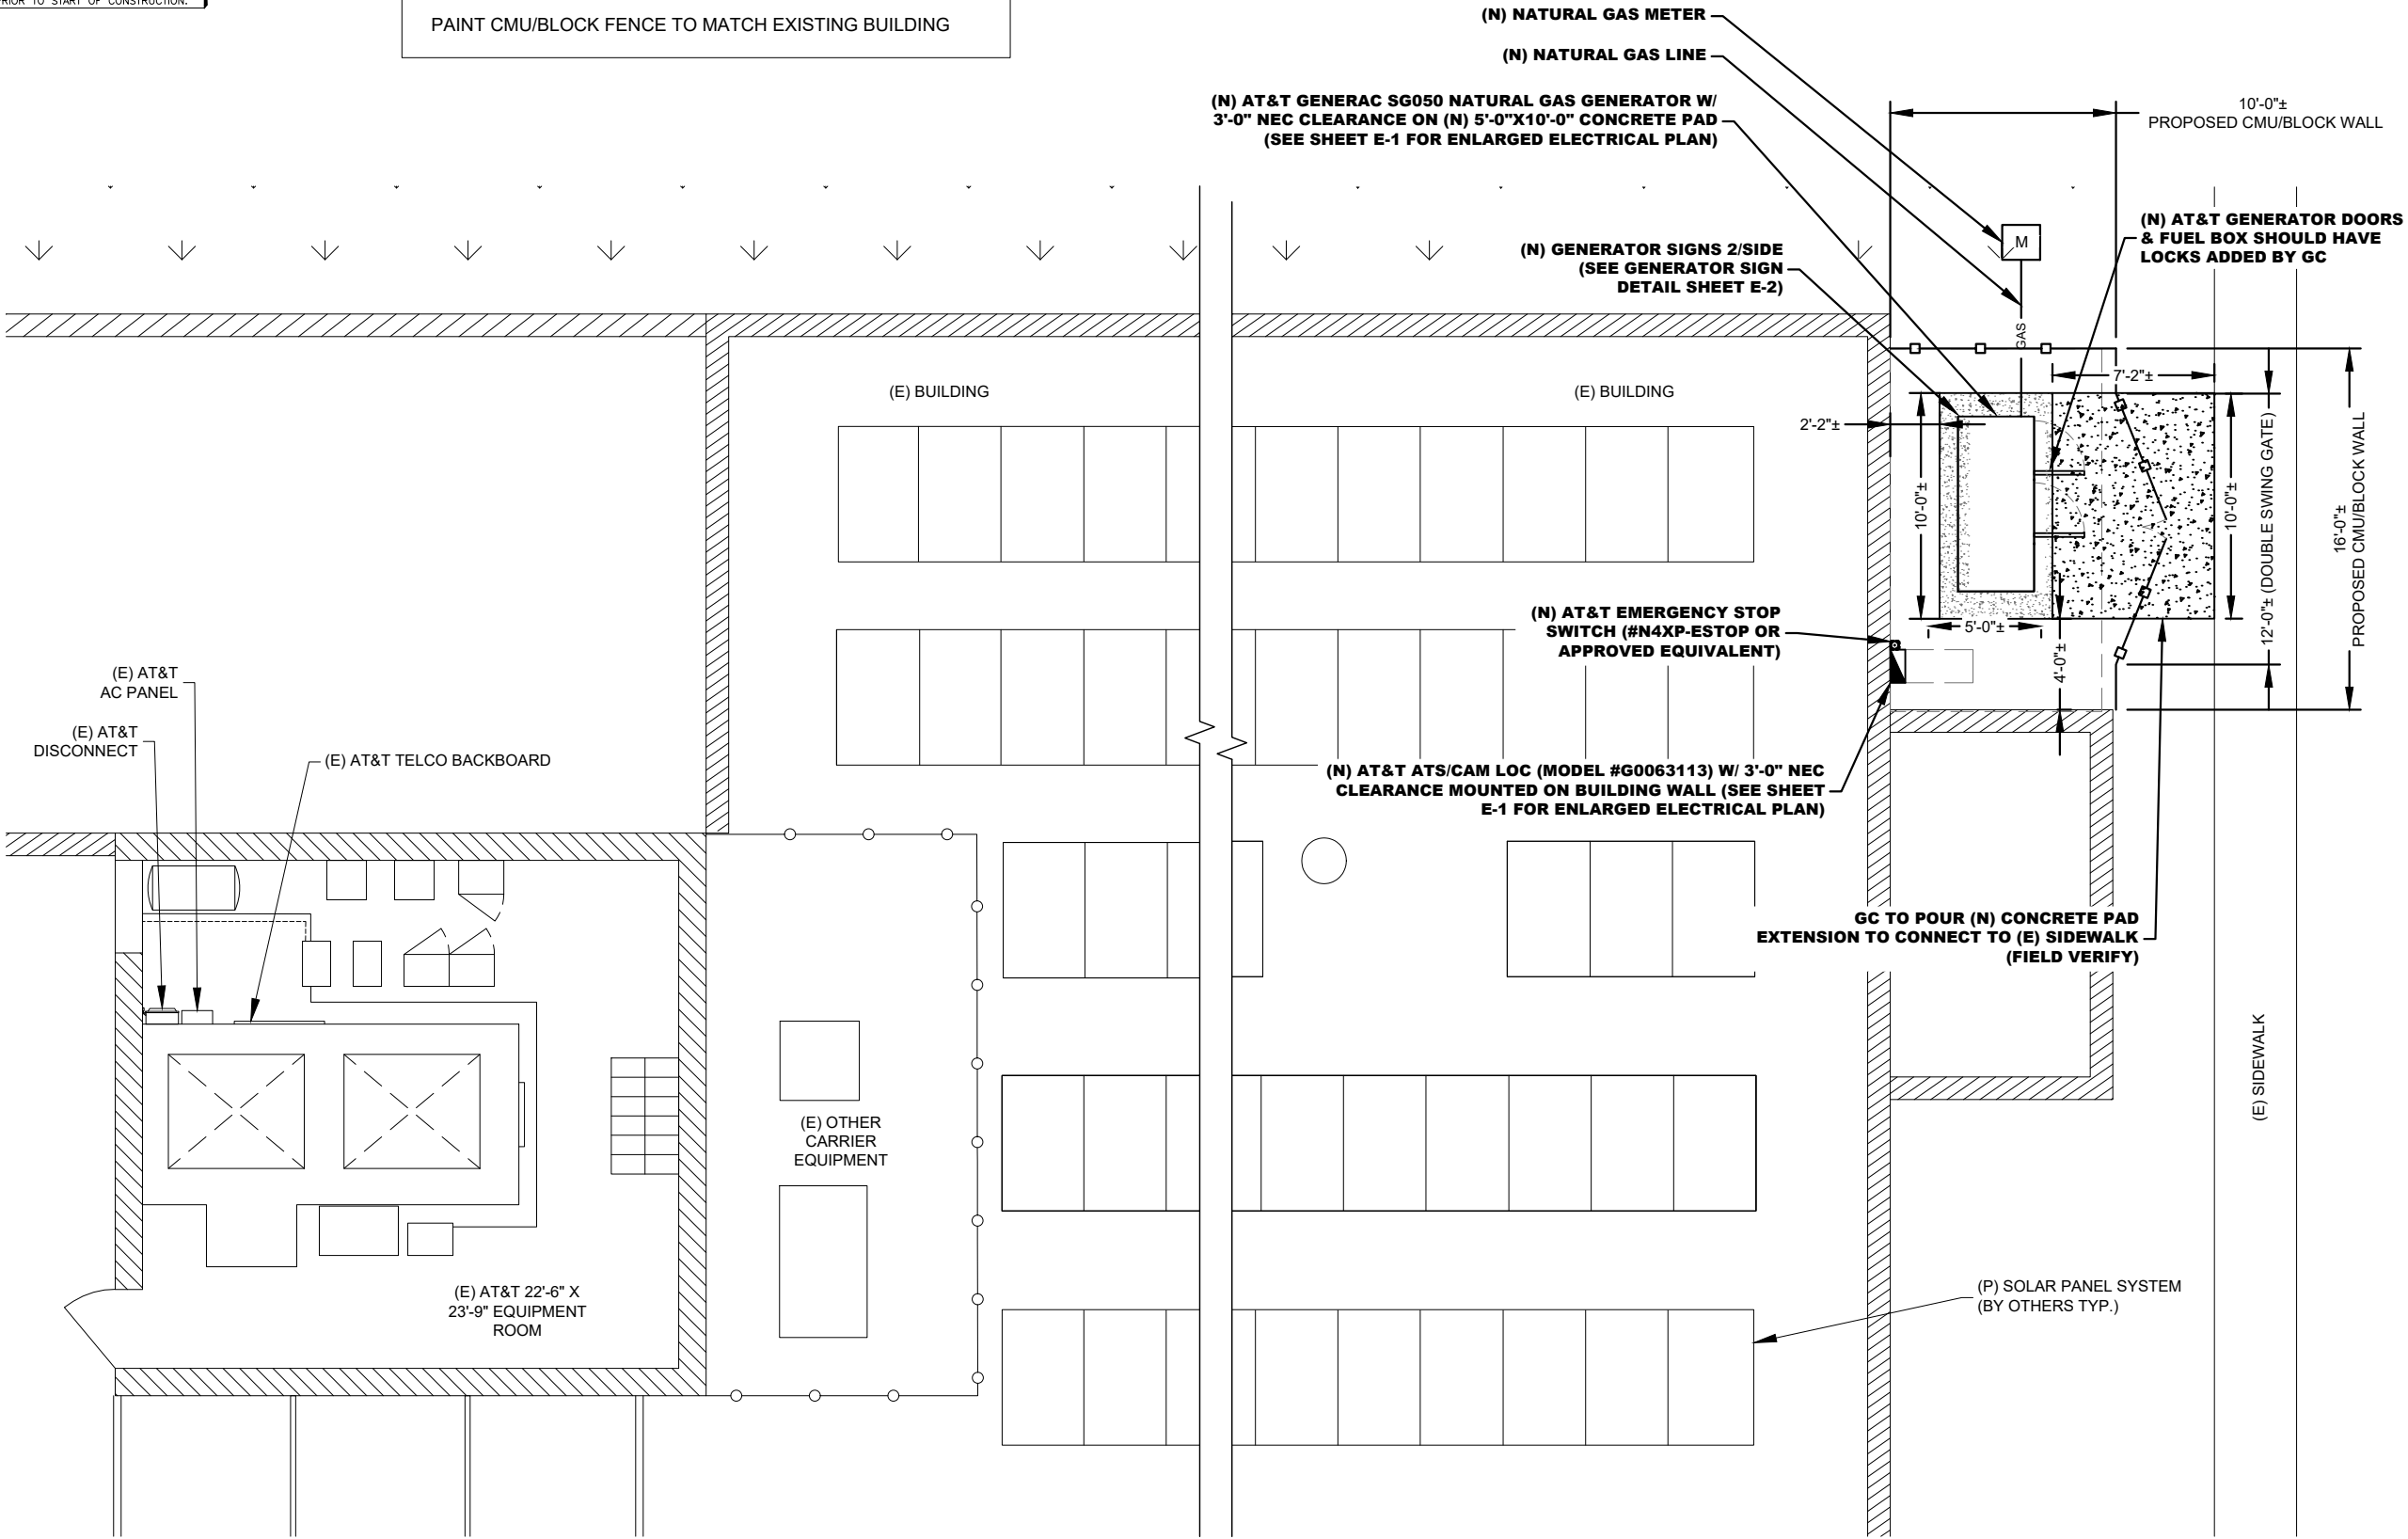 PRIOR TO START OF CONSTRUCTION.
PAINT CMU/BLOCK FENCE TO MATCH EXISTING BUILDING
(N) NATURAL GAS METER
(N) NATURAL GAS LINE
(N) AT&T GENERAC SG050 NATURAL GAS GENERATOR W/
3'-0" NEC CLEARANCE ON (N) 5'-0"X10'-0" CONCRETE PAD
(SEE SHEET E-1 FOR ENLARGED ELECTRICAL PLAN)
10'-0"±
PROPOSED CMU/BLOCK WALL
(N) AT&T GENERATOR DOORS
& FUEL BOX SHOULD HAVE
LOCKS ADDED BY GC
M
(N) GENERATOR SIGNS 2/SIDE
(SEE GENERATOR SIGN
DETAIL SHEET E-2)
GAS
(E) BUILDING
(E) BUILDING
7'-2"±
2'-2"±
10'-0"±
10'-0"±
12'-0"± (DOUBLE SWING GATE)
16'-0"±
PROPOSED CMU/BLOCK WALL
5'-0"±
4'-0"±
(N) AT&T EMERGENCY STOP
SWITCH (#N4XP-ESTOP OR
APPROVED EQUIVALENT)
(E) AT&T
AC PANEL
(E) AT&T
DISCONNECT
(E) AT&T TELCO BACKBOARD
(N) AT&T ATS/CAM LOC (MODEL #G0063113) W/ 3'-0" NEC
CLEARANCE MOUNTED ON BUILDING WALL (SEE SHEET
E-1 FOR ENLARGED ELECTRICAL PLAN)
GC TO POUR (N) CONCRETE PAD
EXTENSION TO CONNECT TO (E) SIDEWALK
(FIELD VERIFY)
(E) SIDEWALK
(E) OTHER
CARRIER
EQUIPMENT
(E) AT&T 22'-6" X
23'-9" EQUIPMENT
ROOM
(P) SOLAR PANEL SYSTEM
(BY OTHERS TYP.)